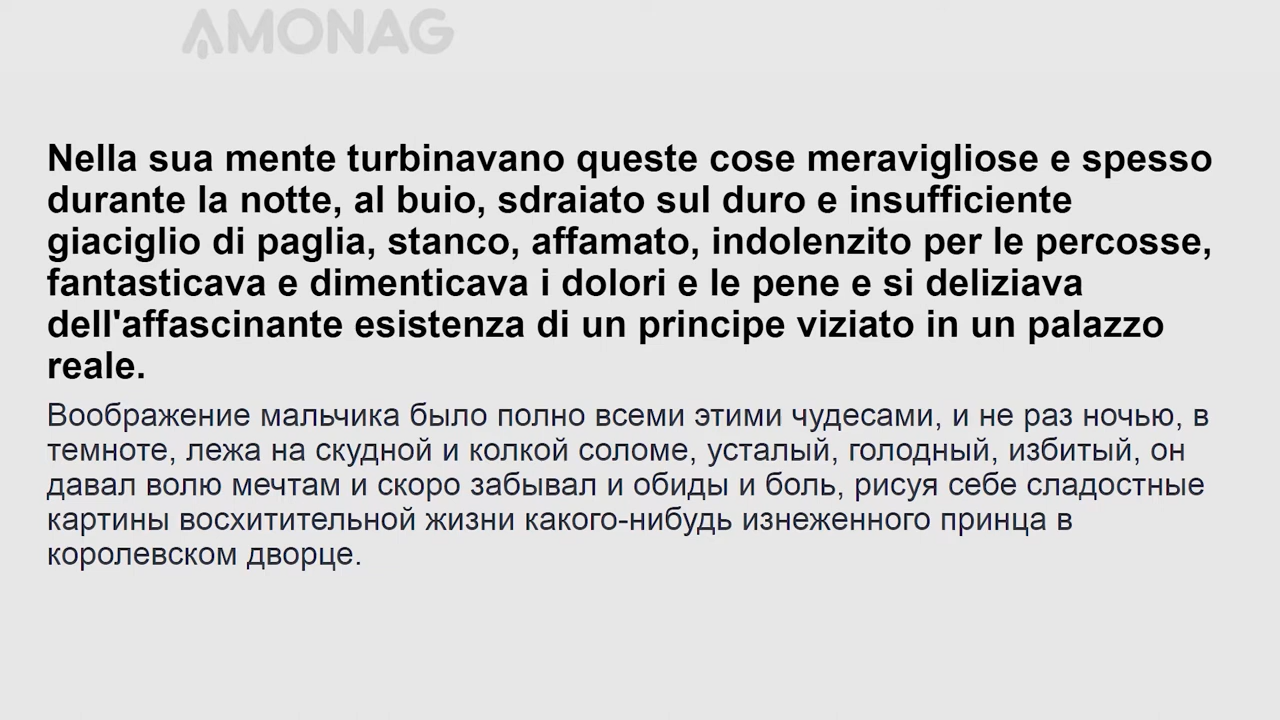 AMONAG
Nella sua mente turbinavano queste cose meravigliose e spesso
durante la notte, al buio, sdraiato sul duro e insufficiente
giaciglio di paglia, stanco, affamato, indolenzito per le percosse,
fantasticava e dimenticava i dolori e le pene e si deliziava
dell'affascinante esistenza di un principe viziato in un palazzo
reale.
Воображение мальчика было полно всеми этими чудесами, и не раз ночью, в
темноте, лежа на скудной и колкой соломе, усталый, голодный, избитый, он
давал волю мечтам и скоро забывал и обиды и боль, рисуя себе сладостные
картины восхитительной жизни какого-нибудь изнеженного принца в
королевском дворце.